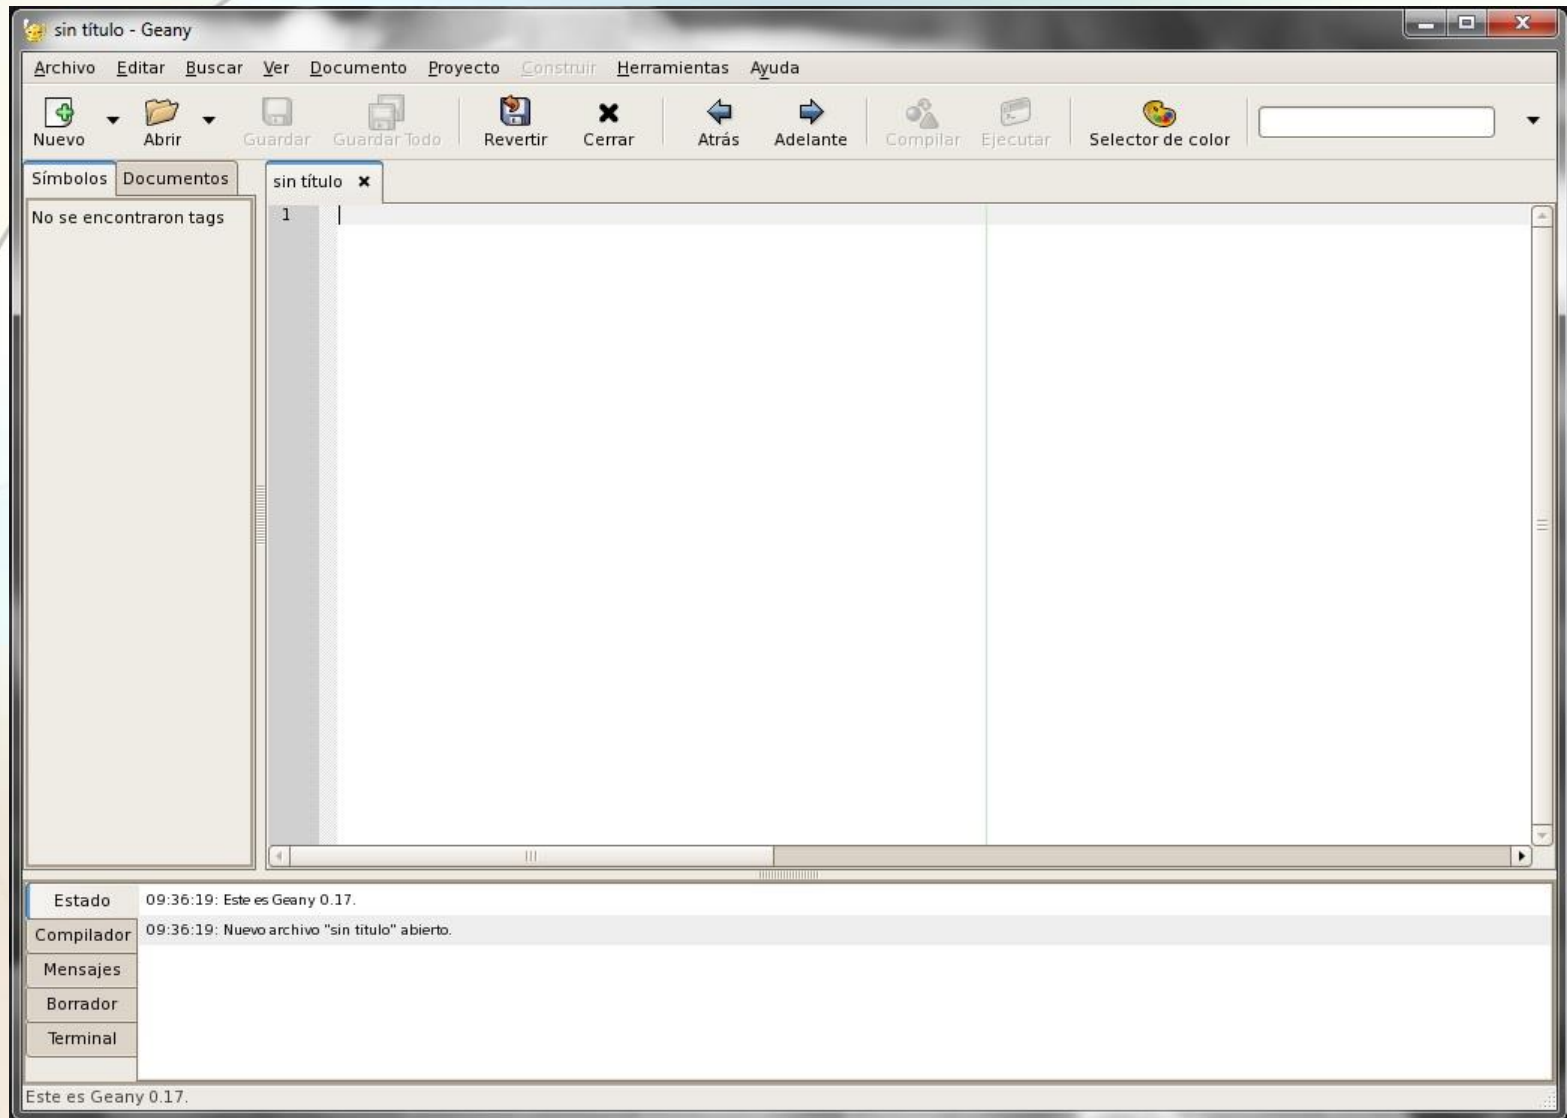 sin título - Geany
Archivo Editar Buscar Ver Documento Proyecto Construir Herramientas Ayuda
Nuevo Abrir Guardar Guardar Todo Revertir Cerrar Atrás Adelante Compilar Ejecutar Selector de color
Símbolos Documentos
sin título
No se encontraron tags
1
Estado
09:36:19: Este es Geany 0.17.
Compilador
09:36:19: Nuevo archivo "sin título" abierto.
Mensajes
Borrador
Terminal
Este es Geany 0.17.